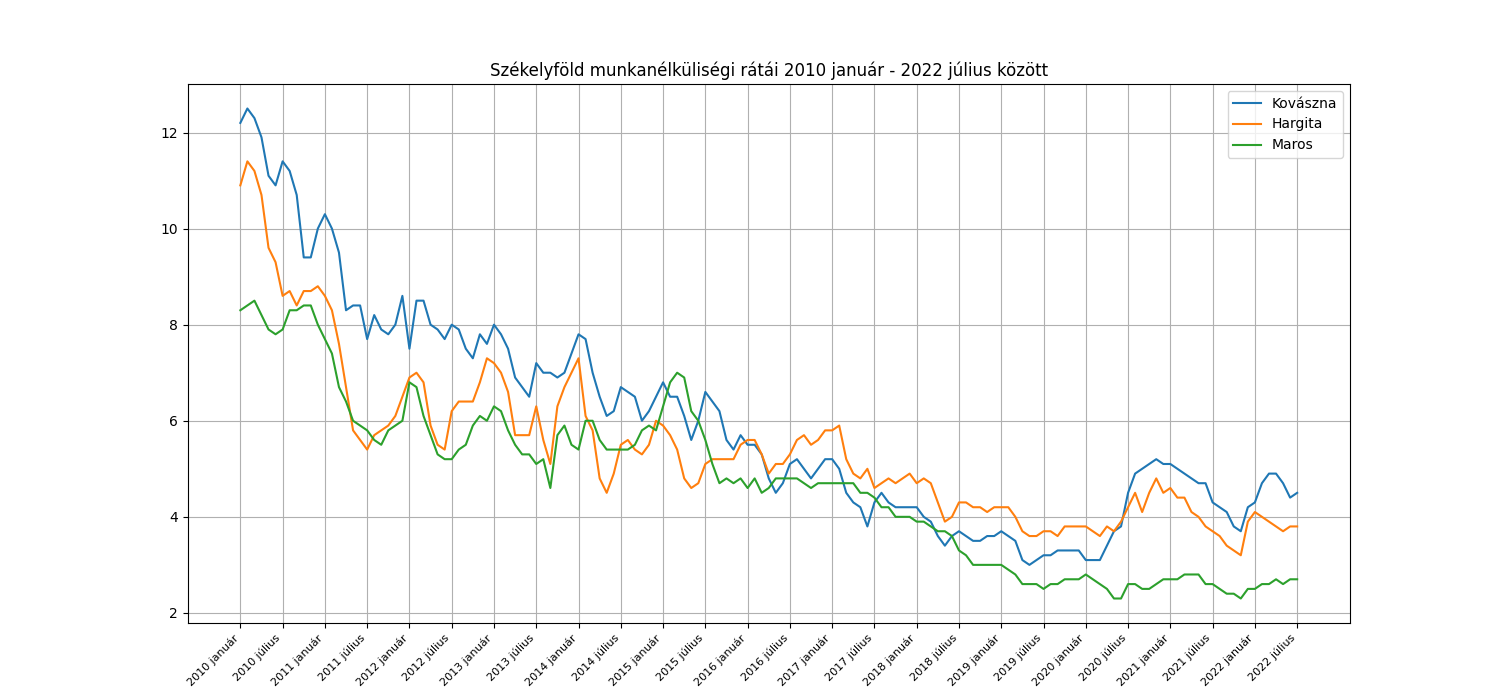 Székelyföld munkanélküliségi rátái 2010 január - 2022 július között
Kovászna
Hargita
Maros
12
10
8
6
4
2
2010 január
2010 július
2011 január
2011 július
2012 január
2012 július
2013 január
2013 július
2014 január
2014 július
2015 január
2015 július
2016 január
2016 július
2017 január
2017 július
2018 január
2018 július
2019 január
2019 július
2020 január
2020 július
2021 január
2021 július
2022 január
2022 július